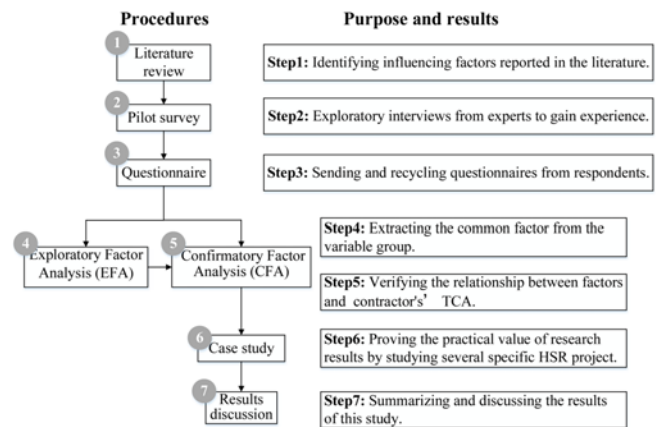 Procedures
Purpose and results
1
Literature
review
Step1: Identifying influencing factors reported in the literature.
2
Pilot survey
Step2: Exploratory interviews from experts to gain experience.
3
Questionnaire
Step3: Sending and recycling questionnaires from respondents.
4
Exploratory Factor
Analysis (EFA)
5
Confirmatory Factor
Analysis (CFA)
Step4: Extracting the common factor from the
variable group.
Step5: Verifying the relationship between factors
and contractor's’ TCA.
6
Case study
Step6: Proving the practical value of research
results by studying several specific HSR project.
7
Results
discussion
Step7: Summarizing and discussing the results
of this study.